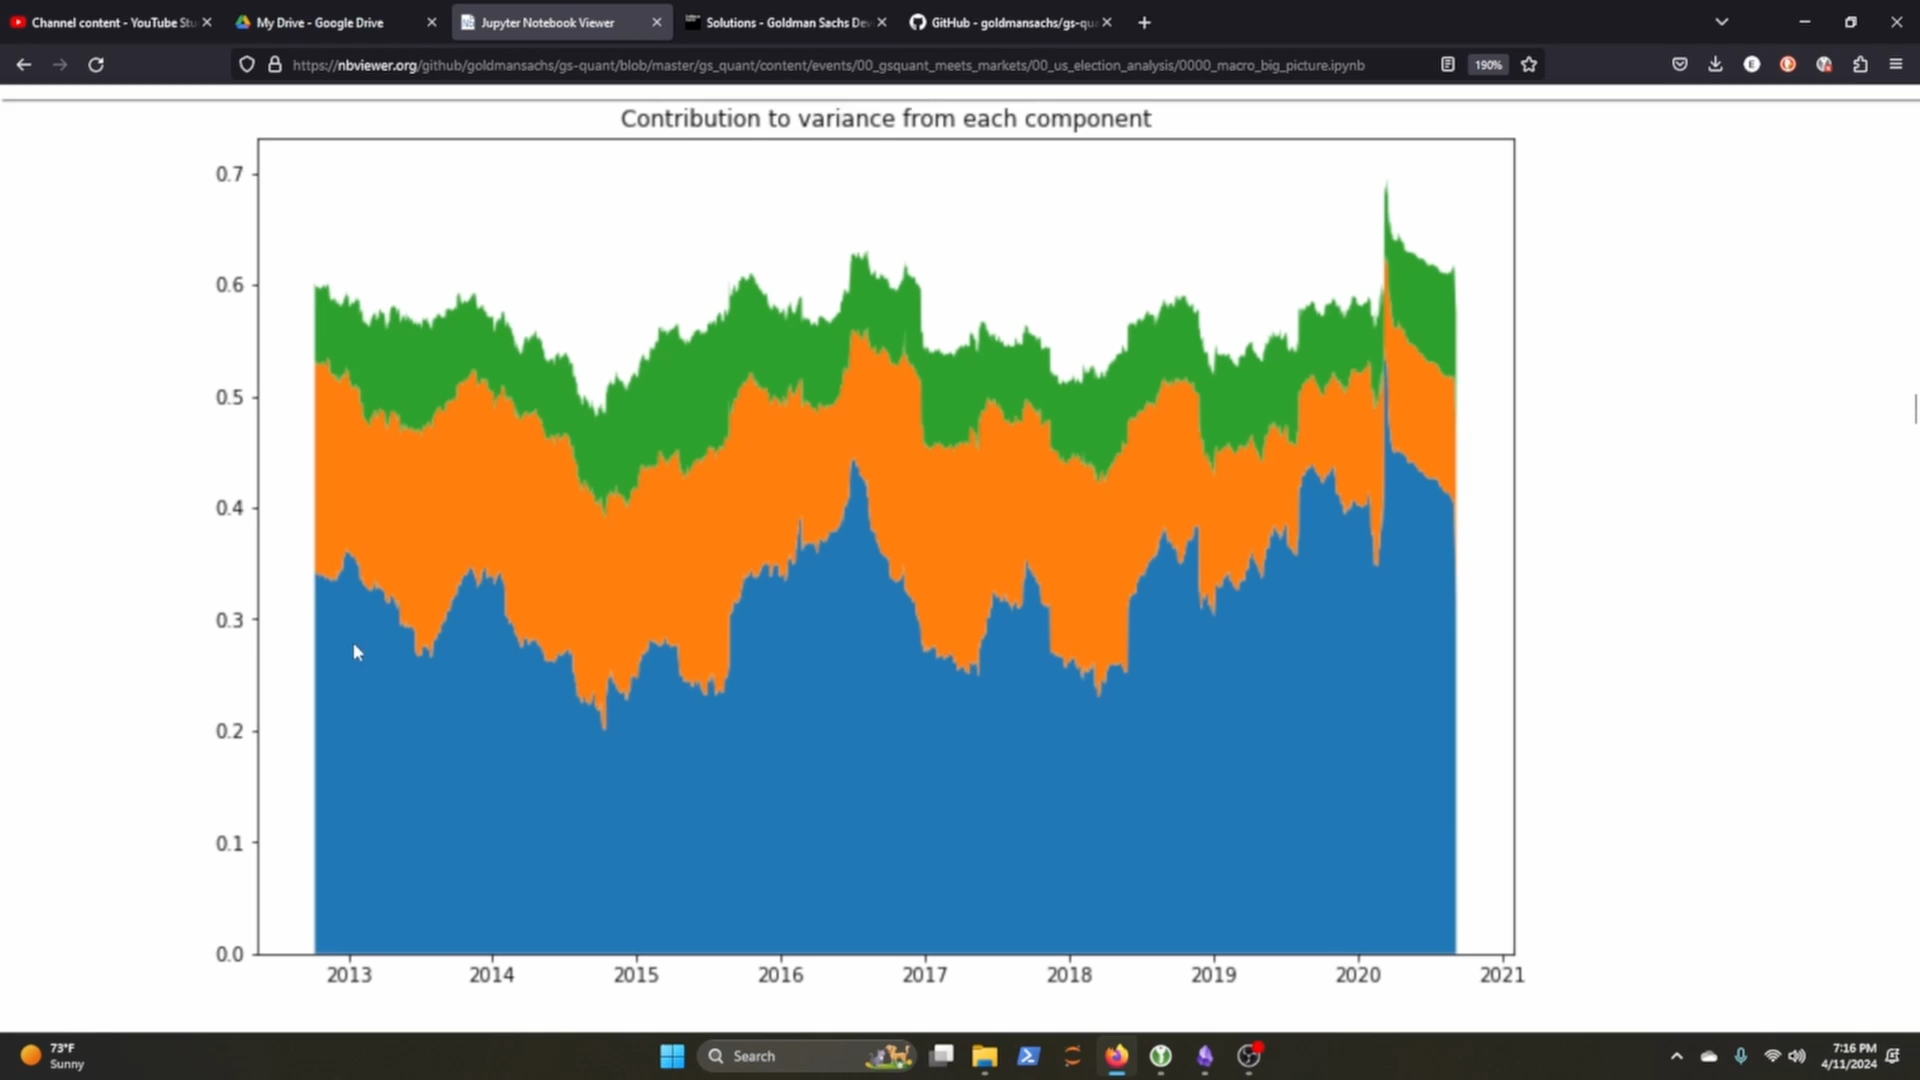 Channel content - YouTube Stu
My Drive - Google Drive
Jupyter Notebook Viewer
Solutions - Goldman Sachs Dev
GitHub - goldmansachs/gs-qua
https://nbviewer.org/github/goldmansachs/gs-quant/blob/master/gs_quant/content/events/00_gsquant_meets_markets/00_us_election_analysis/0000_macro_big_picture.ipynb
190%
Contribution to variance from each component
0.7
0.6
0.5
0.4
0.3
0.2
0.1
0.0
2013 2014 2015 2016 2017 2018 2019 2020 2021
73°F
Sunny
Search
7:16 PM
4/11/2024